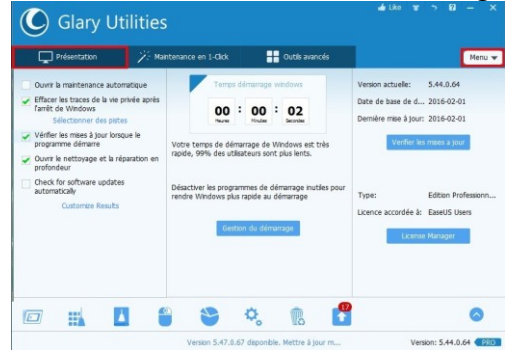 Glary Utilities
Like
Présentation
Maintenance en 1-Click
Outils avancés
Menu
Ouvrir la maintenance automatique
Effacer les traces de la vie privée après
l'arrêt de Windows
Sélectionner des pistes
Vérifier les mises à jour lorsque le
programme démarre
Ouvrir le nettoyage et la réparation en
profondeur
Check for software updates
automatically
Customize Results
Temps démarrage windows
00 : 00 : 02
Heures Minutes Secondes
Votre temps de démarrage de Windows est très
rapide, 99% des utilisateurs sont plus lents.
Désactiver les programmes de démarrage inutiles pour
rendre Windows plus rapide au démarrage
Gestion du démarrage
Version actuelle: 5.44.0.64
Date de base de d... 2016-02-01
Dernière mise à jour: 2016-02-01
Verifier les mises a jour
Type: Edition Professionn...
Licence accordée à: EaseUS Users
License Manager
17
Version 5.47.0.67 disponible. Mettre à jour m...
Version: 5.44.0.64 PRO